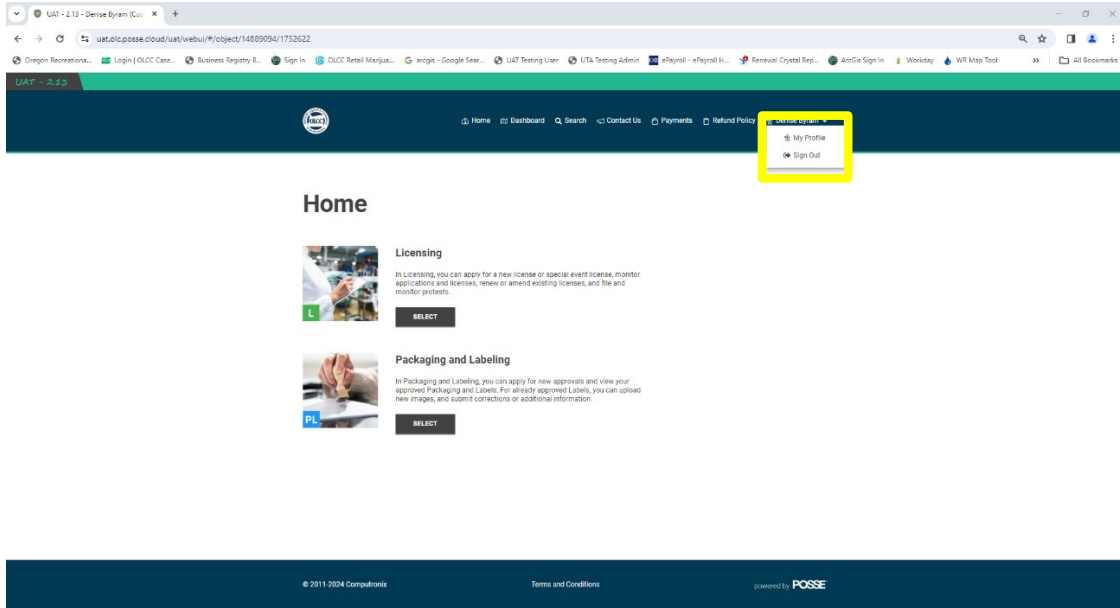 UAT - 2.13 - Denise Byram (Cus
uat.olc.posse.cloud/uat/webui/#/object/14889094/1752622
Oregon Recreationa... Login | OLCC Case... Business Registry B... Sign In OLCC Retail Marijua... arcgis - Google Sear... UAT Testing User UTA Testing Admin ePayroll - ePayroll H... Renewal Crystal Rep... ArcGis Sign In Workday WR Map Tool » All Bookmarks
UAT - 2.13
OLCC Home Dashboard Search Contact Us Payments Refund Policy Denise Byram
My Profile
Sign Out
Home
Licensing
In Licensing, you can apply for a new license or special event license, monitor
applications and licenses, renew or amend existing licenses, and file and
monitor protests.
L
SELECT
Packaging and Labeling
In Packaging and Labeling, you can apply for new approvals and view your
approved Packaging and Labels. For already approved Labels, you can upload
new images, and submit corrections or additional information.
PL
SELECT
© 2011-2024 Computronix Terms and Conditions powered by POSSE